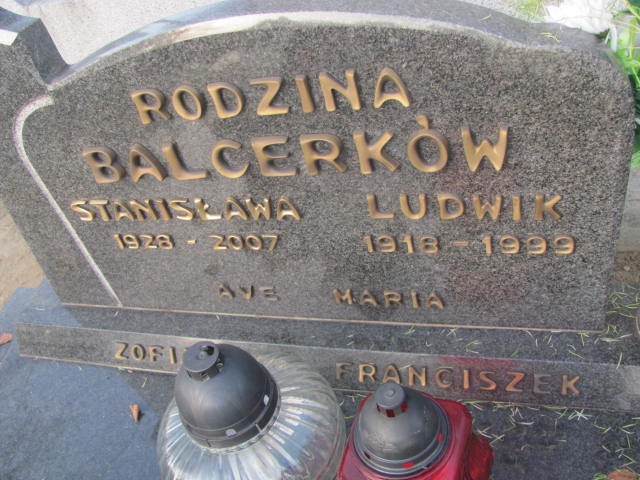 RODZINA
BALCERKÓW
STANISŁAWA LUDWIK
1928 - 2007 1918 - 1999
AVE MARIA
FRANCISZEK